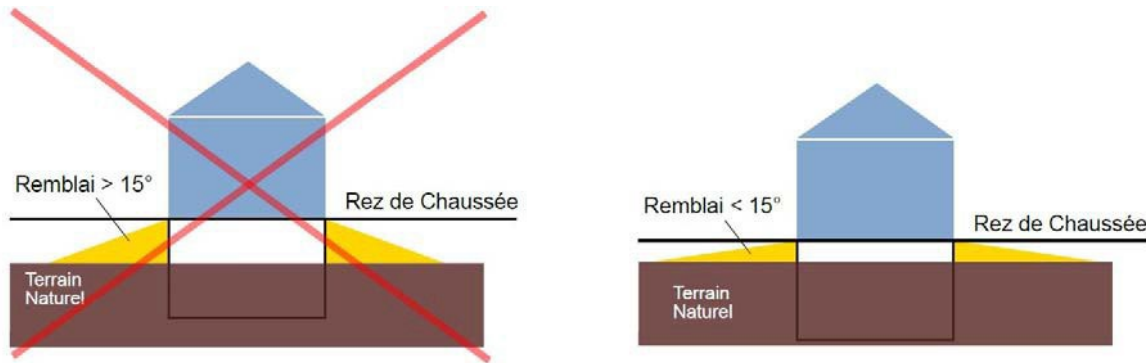 Remblai > 15°
Rez de Chaussée
Terrain
Naturel
Remblai < 15°
Rez de Chaussée
Terrain
Naturel